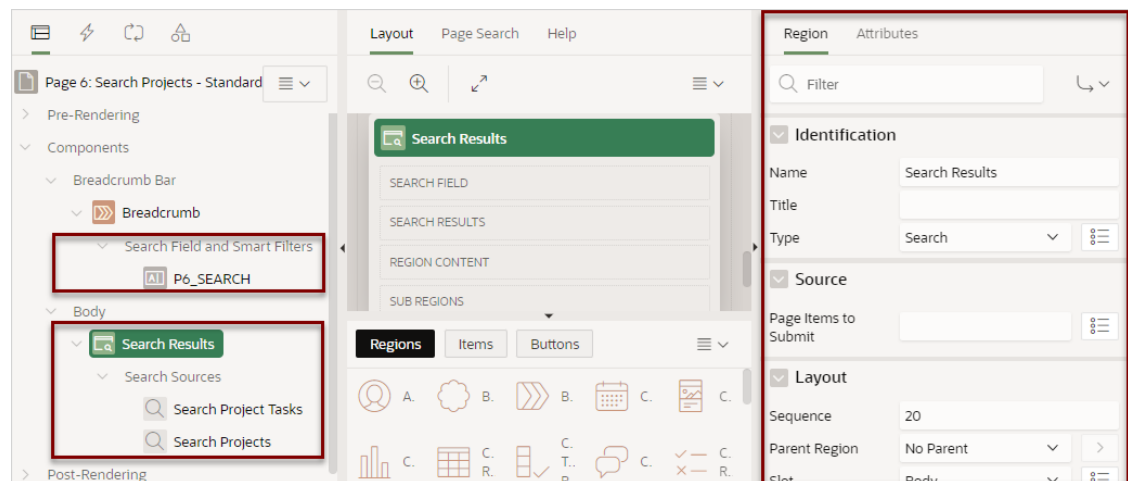 Page 6: Search Projects - Standard
Pre-Rendering
Components
Breadcrumb Bar
Breadcrumb
Search Field and Smart Filters
P6_SEARCH
Body
Search Results
Search Sources
Search Project Tasks
Search Projects
Post-Rendering
Layout Page Search Help
Search Results
SEARCH FIELD
SEARCH RESULTS
REGION CONTENT
SUB REGIONS
Regions Items Buttons
A. B. B. C. C.
C. C. R. C. T.. C. C. R.
Region Attributes
Filter
Identification
Name Search Results
Title
Type Search
Source
Page Items to
Submit
Layout
Sequence 20
Parent Region No Parent
Slot Body